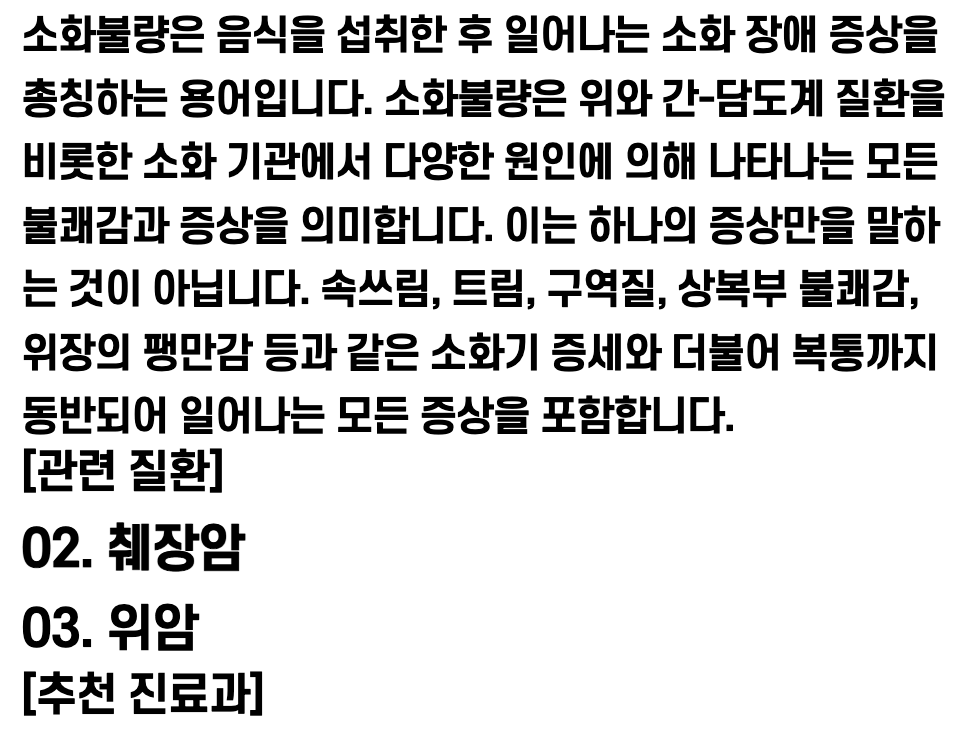 소화불량은 음식을 섭취한 후 일어나는 소화 장애 증상을
총칭하는 용어입니다. 소화불량은 위와 간-담도계 질환을
비롯한 소화 기관에서 다양한 원인에 의해 나타나는 모든
불쾌감과 증상을 의미합니다. 이는 하나의 증상만을 말하
는 것이 아닙니다. 속쓰림, 트림, 구역질, 상복부 불쾌감,
위장의 팽만감 등과 같은 소화기 증세와 더불어 복통까지
동반되어 일어나는 모든 증상을 포함합니다.
[관련 질환]
02. 췌장암
03. 위암
[추천 진료과]